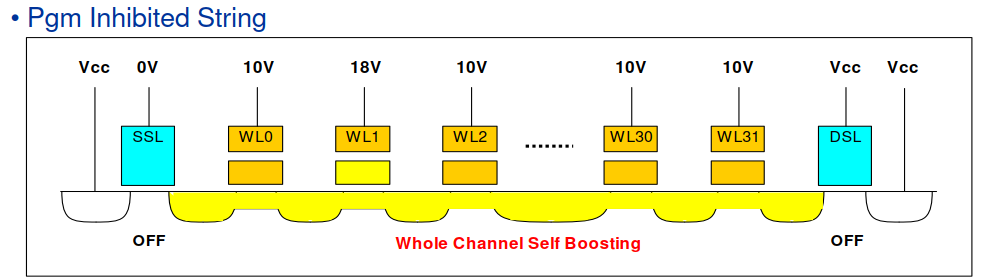 • Pgm Inhibited String
Vcc 0V 10V 18V 10V 10V 10V Vcc Vcc
SSL WL0 WL1 WL2 ......... WL30 WL31 DSL
OFF Whole Channel Self Boosting OFF